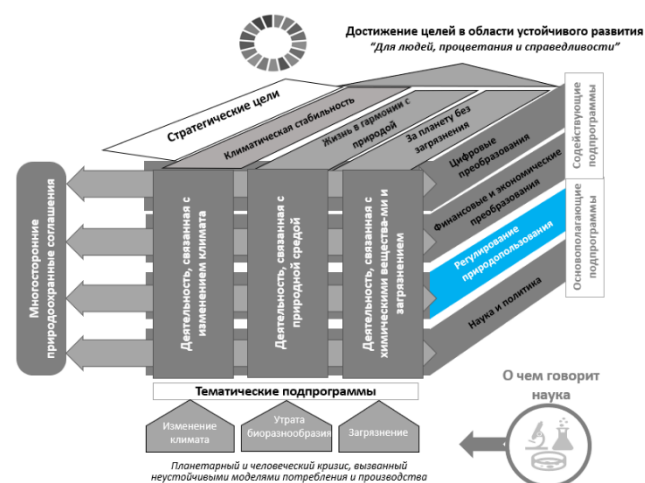 Достижение целей в области устойчивого развития
“Для людей, процветания и справедливости”
Стратегические цели
Климатическая стабильность
Жизнь в гармонии с
природой
За планету без
загрязнения
Цифровые
преобразования
Финансовые и экономические
преобразования
Регулирование
природопользования
Наука и политика
Содействующие
подпрограммы
Основополагающие
подпрограммы
Многосторонние
природоохранные соглашения
Деятельность, связанная с
изменением климата
Деятельность, связанная с
природной средой
Деятельность, связанная с
химическими вещества-ми и
загрязнением
Тематические подпрограммы
Изменение
климата
Утрата
биоразнообразия
Загрязнение
Планетарный и человеческий кризис, вызванный
неустойчивыми моделями потребления и производства
О чем говорит
наука